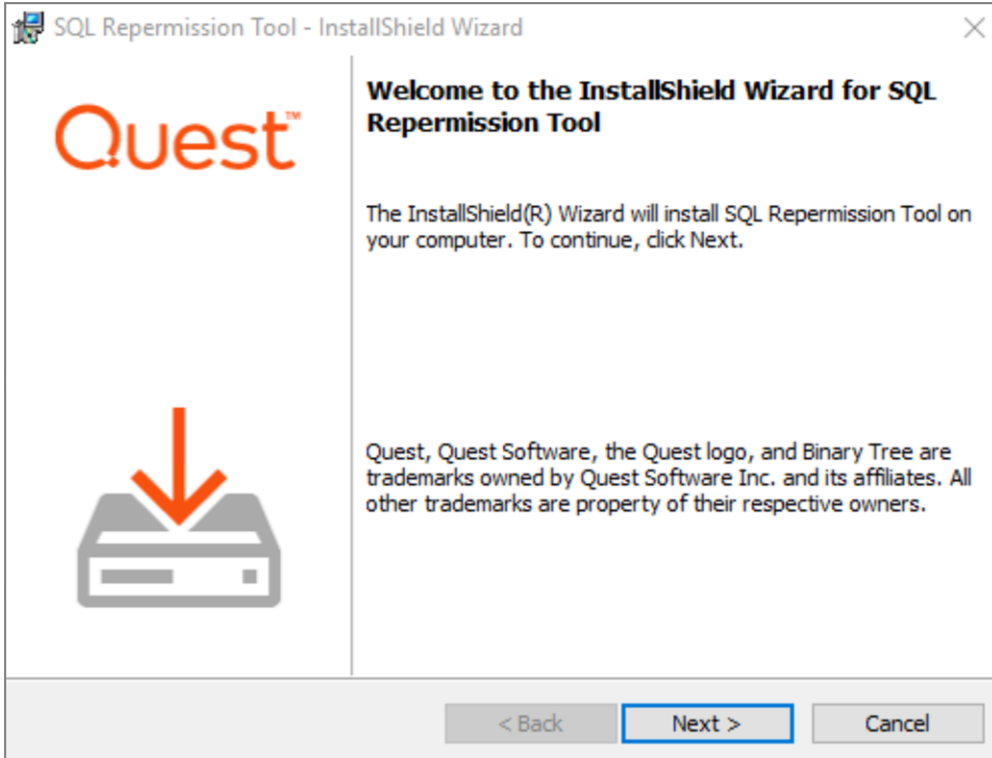 SQL Repermission Tool - InstallShield Wizard
Quest™
Welcome to the InstallShield Wizard for SQL
Repermission Tool
The InstallShield(R) Wizard will install SQL Repermission Tool on
your computer. To continue, click Next.
Quest, Quest Software, the Quest logo, and Binary Tree are
trademarks owned by Quest Software Inc. and its affiliates. All
other trademarks are property of their respective owners.
< Back
Next >
Cancel